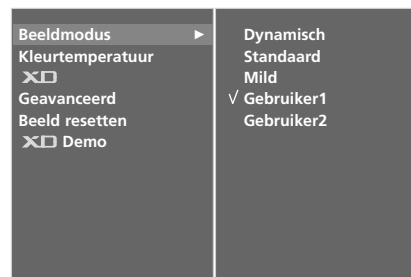 Beeldmodus ►
Kleurtemperatuur
XD
Geavanceerd
Beeld resetten
XD Demo
Dynamisch
Standaard
Mild
√ Gebruiker1
Gebruiker2